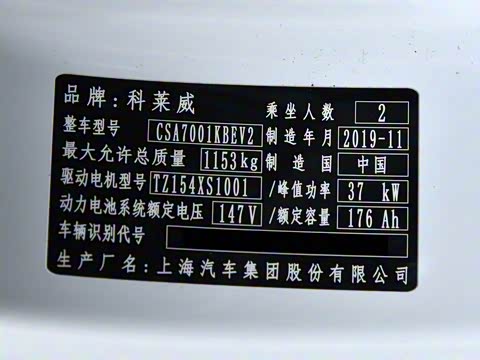 品牌:科莱威 乘坐人数 2
整车型号 CSA7001KBEV2 制造年月 2019-11
最大允许总质量 1153kg 制造国 中国
驱动电机型号 TZ154XS1001 /峰值功率 37 kW
动力电池系统额定电压 147V /额定容量 176 Ah
车辆识别代号
生产厂名:上海汽车集团股份有限公司